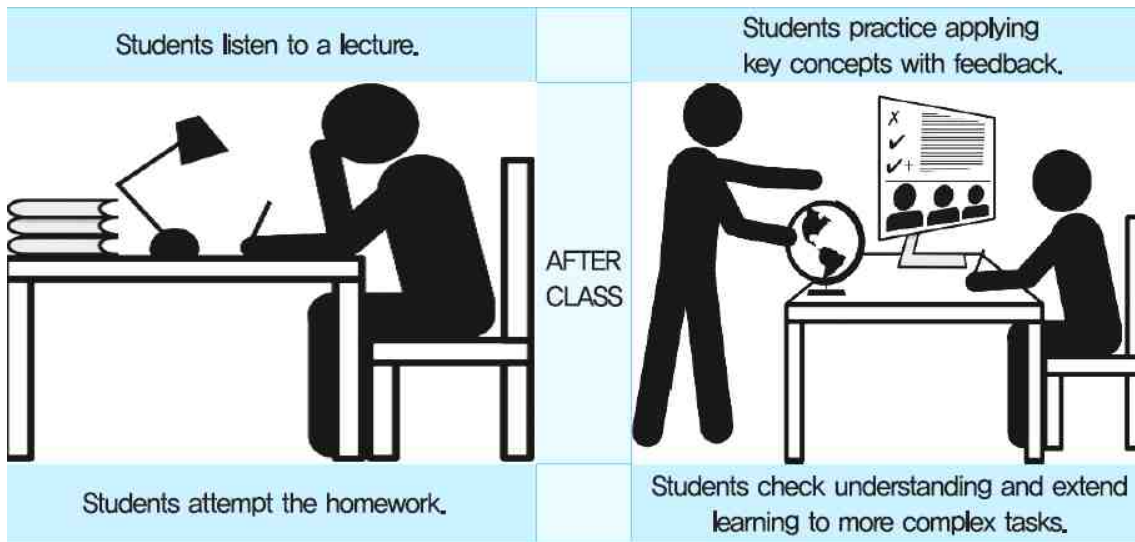 Students listen to a lecture.
Students practice applying
key concepts with feedback.
AFTER
CLASS
Students attempt the homework.
Students check understanding and extend
learning to more complex tasks.